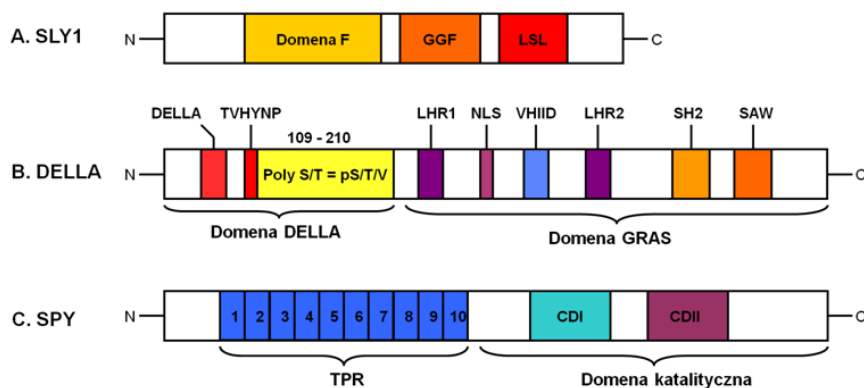 A. SLY1 N Domena F GGF LSL C
DELLA TVHYNP LHR1 NLS VHIID LHR2 SH2 SAW
109 - 210
B. DELLA N Poly S/T = pS/T/V C
Domena DELLA Domena GRAS
C. SPY N 1 2 3 4 5 6 7 8 9 10 CDI CDII C
TPR Domena katalityczna